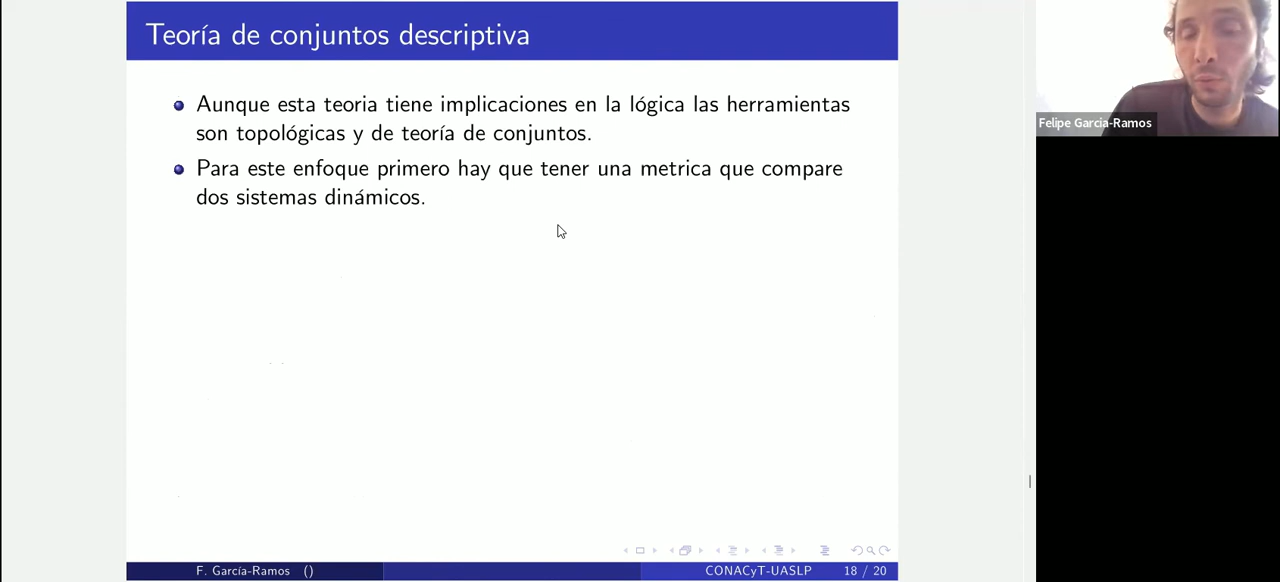 Teoría de conjuntos descriptiva
Aunque esta teoria tiene implicaciones en la lógica las herramientas
son topológicas y de teoría de conjuntos.
Para este enfoque primero hay que tener una metrica que compare
dos sistemas dinámicos.
Felipe Garcia-Ramos
F. García-Ramos ()
CONACyT-UASLP
18 / 20